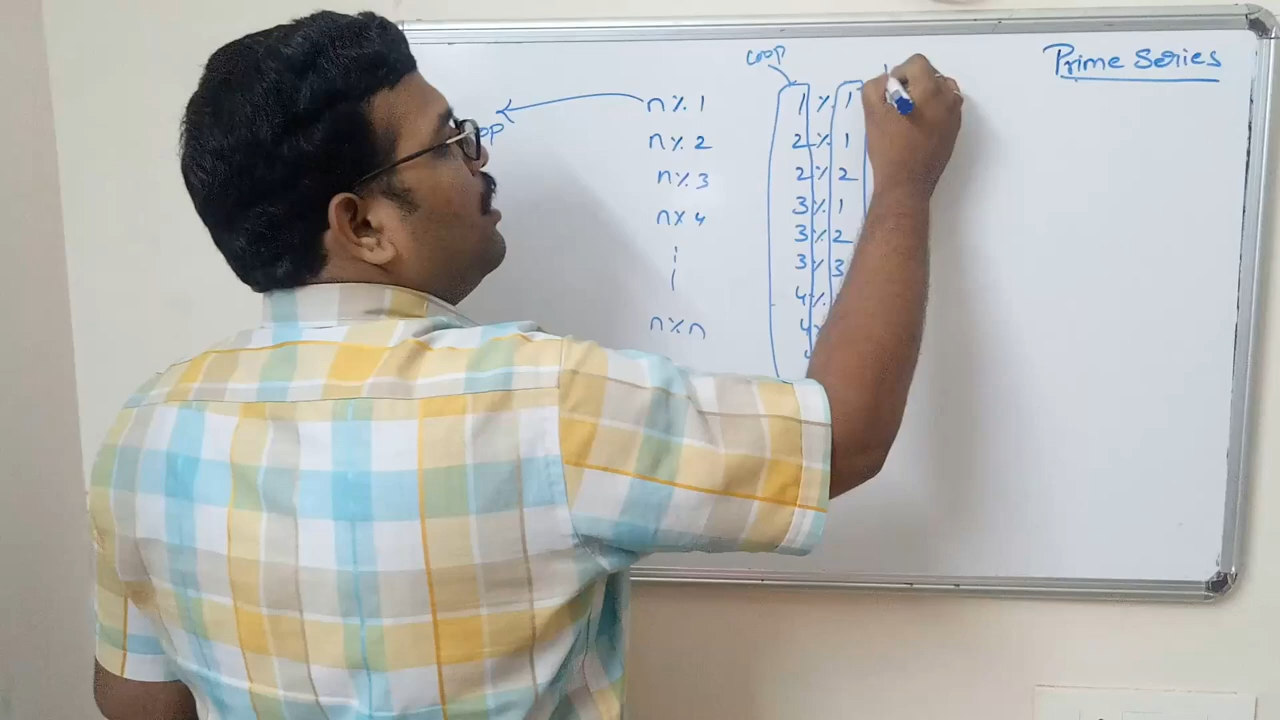 Prime Series
loop
n % 1
n % 2
n % 3
n % 4
n % n
1 % 1
2 % 1
2 % 2
3 % 1
3 % 2
3 % 3
4 %
4 %